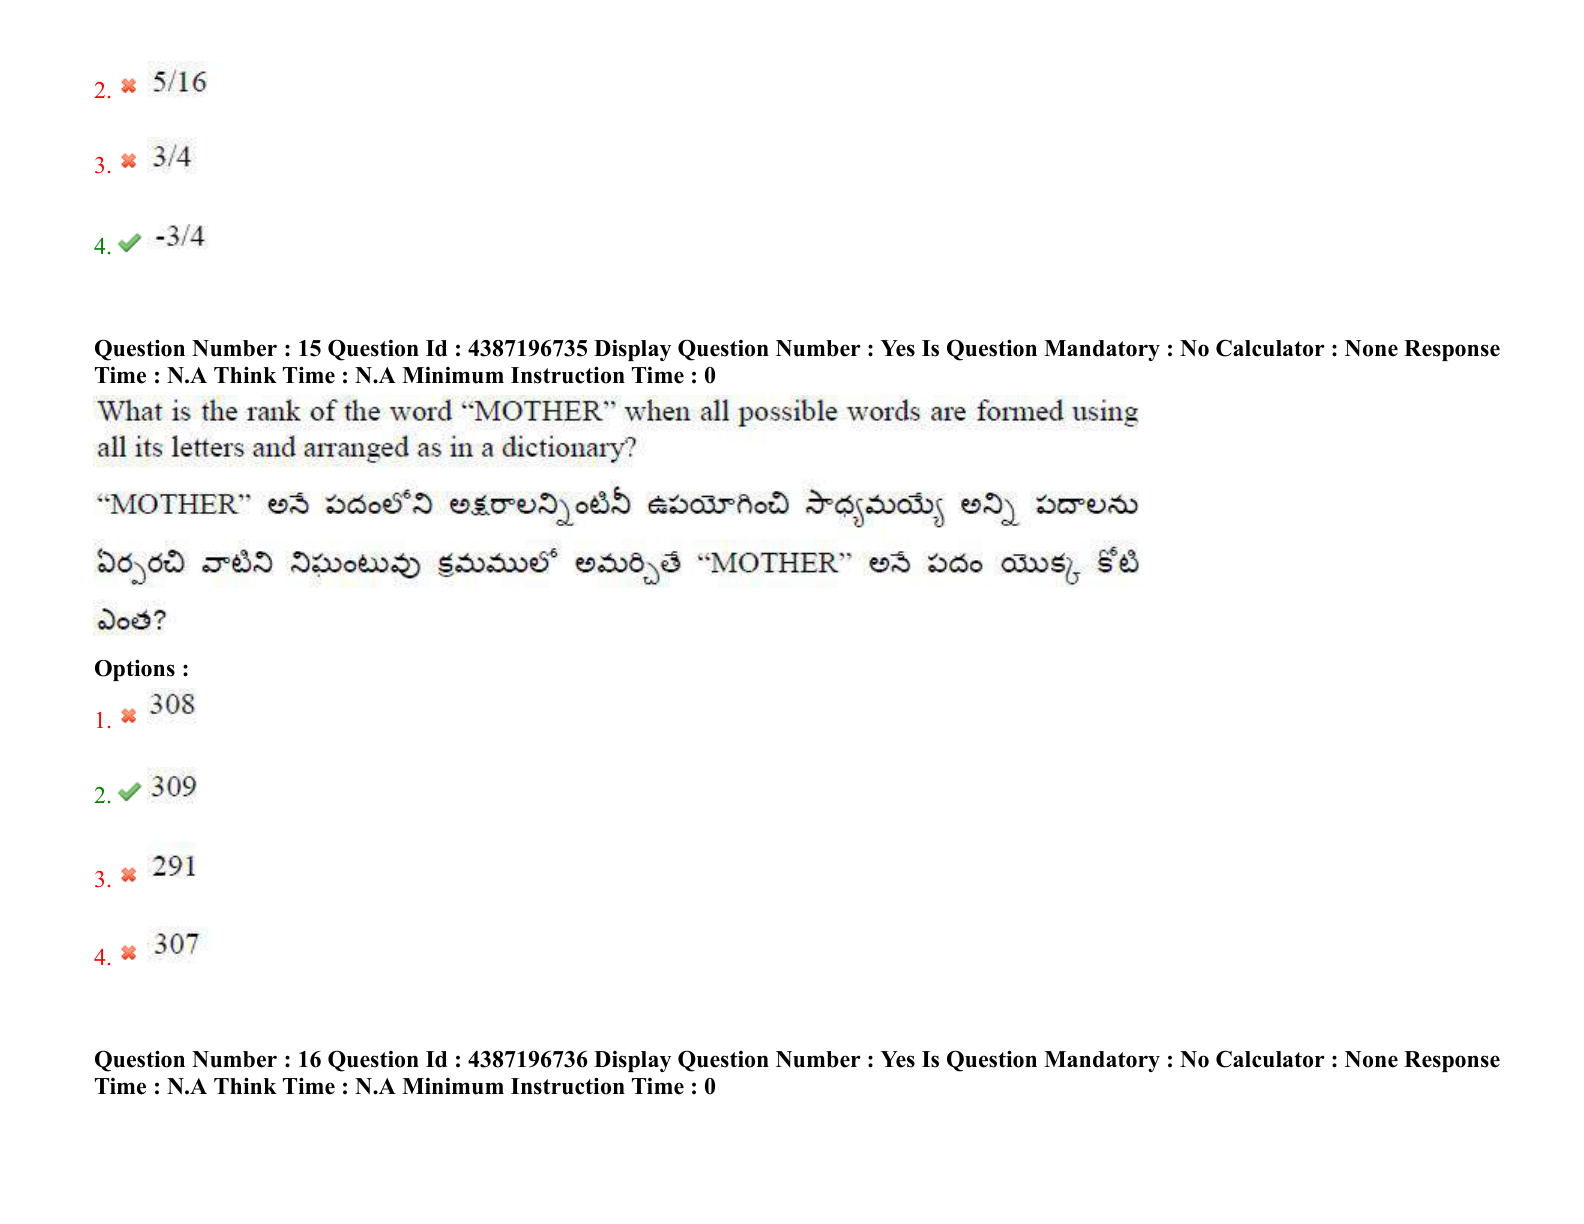 2. 5/16
3. 3/4
4. -3/4
Question Number : 15 Question Id : 4387196735 Display Question Number : Yes Is Question Mandatory : No Calculator : None Response
Time : N.A Think Time : N.A Minimum Instruction Time : 0
What is the rank of the word “MOTHER” when all possible words are formed using
all its letters and arranged as in a dictionary?
“MOTHER” అనే పదంలోని అక్షరాలన్నింటినీ ఉపయోగించి సాధ్యమయ్యే అన్ని పదాలను
ఏర్పరచి వాటిని నిఘంటువు క్రమములో అమర్చితే “MOTHER” అనే పదం యొక్క కోటి
ఎంత?
Options :
1. 308
2. 309
3. 291
4. 307
Question Number : 16 Question Id : 4387196736 Display Question Number : Yes Is Question Mandatory : No Calculator : None Response
Time : N.A Think Time : N.A Minimum Instruction Time : 0